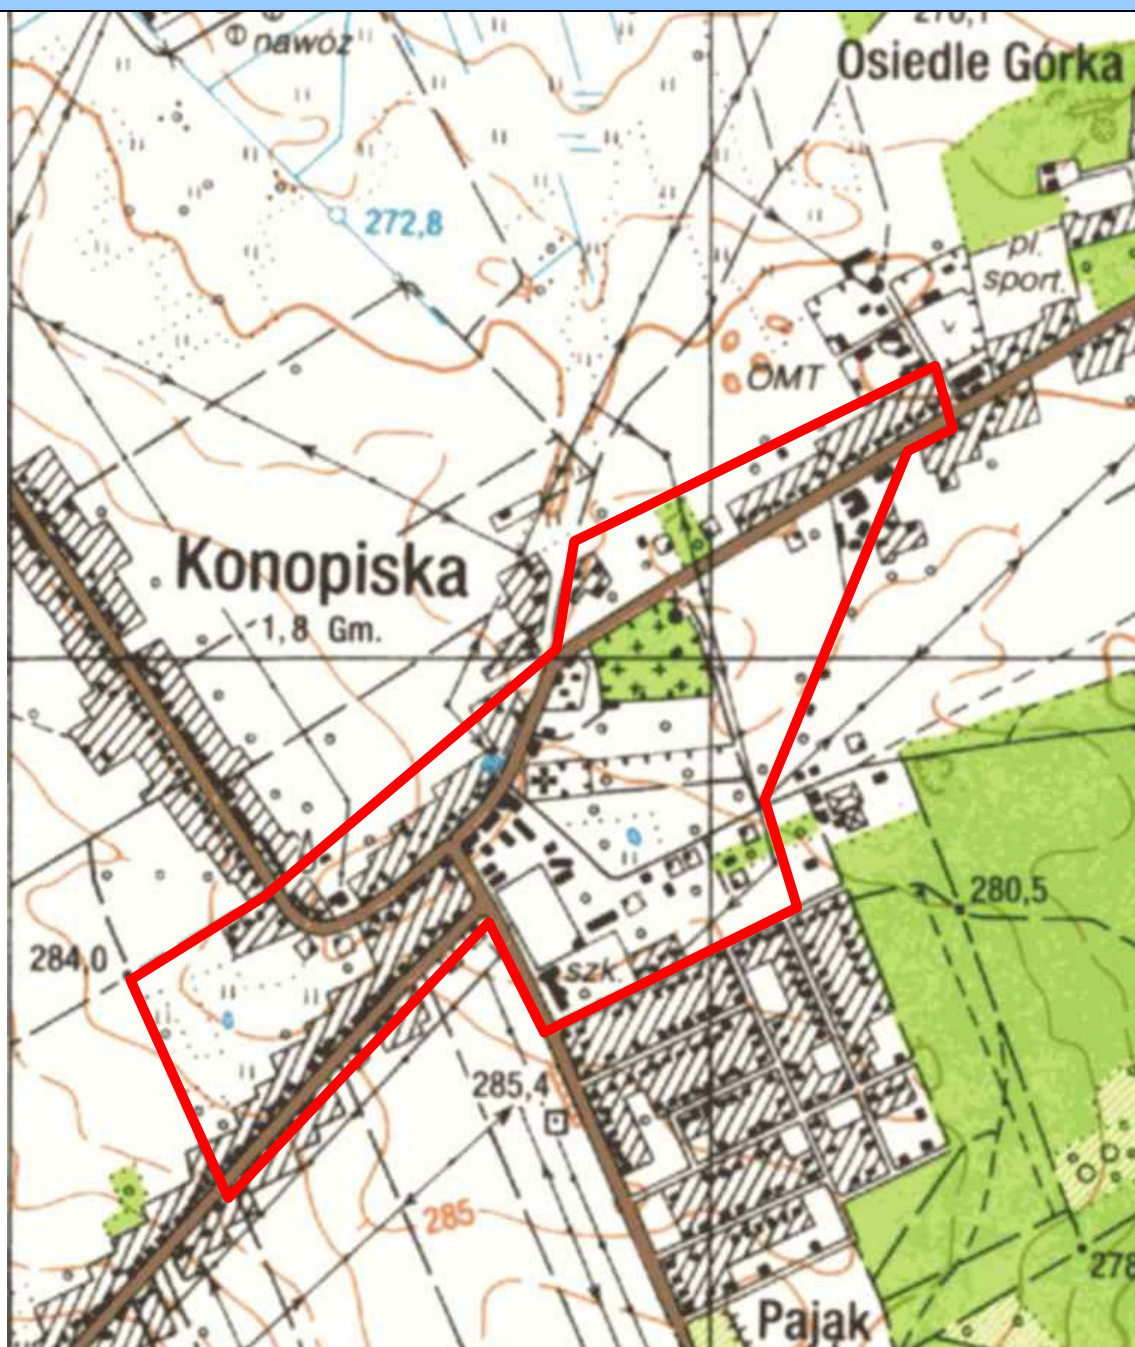 nawóz
Osiedle Górka
272,8
pl.
sport.
OMT
Konopiska
1,8 Gm.
280,5
284,0
szk.
285,4
285
278
Pająk